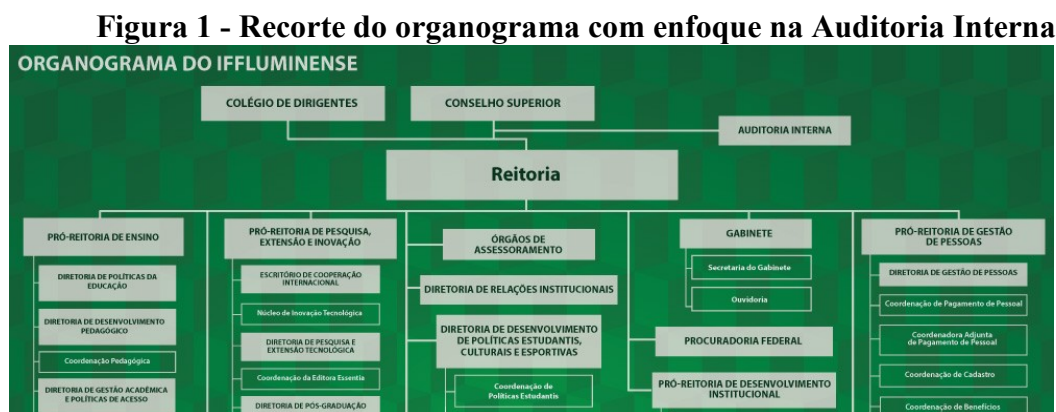 Figura 1 - Recorte do organograma com enfoque na Auditoria Interna
ORGANOGRAMA DO IFFLUMINENSE
COLÉGIO DE DIRIGENTES
CONSELHO SUPERIOR
AUDITORIA INTERNA
Reitoria
PRÓ-REITORIA DE ENSINO
DIRETORIA DE POLÍTICAS DA
EDUCAÇÃO
DIRETORIA DE DESENVOLVIMENTO
PEDAGÓGICO
Coordenação Pedagógica
DIRETORIA DE GESTÃO ACADÊMICA
E POLÍTICAS DE ACESSO
PRÓ-REITORIA DE PESQUISA,
EXTENSÃO E INOVAÇÃO
ESCRITÓRIO DE COOPERAÇÃO
INTERNACIONAL
Núcleo de Inovação Tecnológica
DIRETORIA DE PESQUISA E
EXTENSÃO TECNOLÓGICA
Coordenação da Editora Essentia
DIRETORIA DE PÓS-GRADUAÇÃO
ÓRGÃOS DE
ASSESSORAMENTO
DIRETORIA DE RELAÇÕES INSTITUCIONAIS
DIRETORIA DE DESENVOLVIMENTO
DE POLÍTICAS ESTUDANTIS,
CULTURAIS E ESPORTIVAS
Coordenação de
Políticas Estudantis
GABINETE
Secretaria do Gabinete
Ouvidoria
PROCURADORIA FEDERAL
PRÓ-REITORIA DE DESENVOLVIMENTO
INSTITUCIONAL
PRÓ-REITORIA DE GESTÃO
DE PESSOAS
DIRETORIA DE GESTÃO DE PESSOAS
Coordenação de Pagamento de Pessoal
Coordenadora Adjunta
de Pagamento de Pessoal
Coordenação de Cadastro
Coordenação de Benefícios